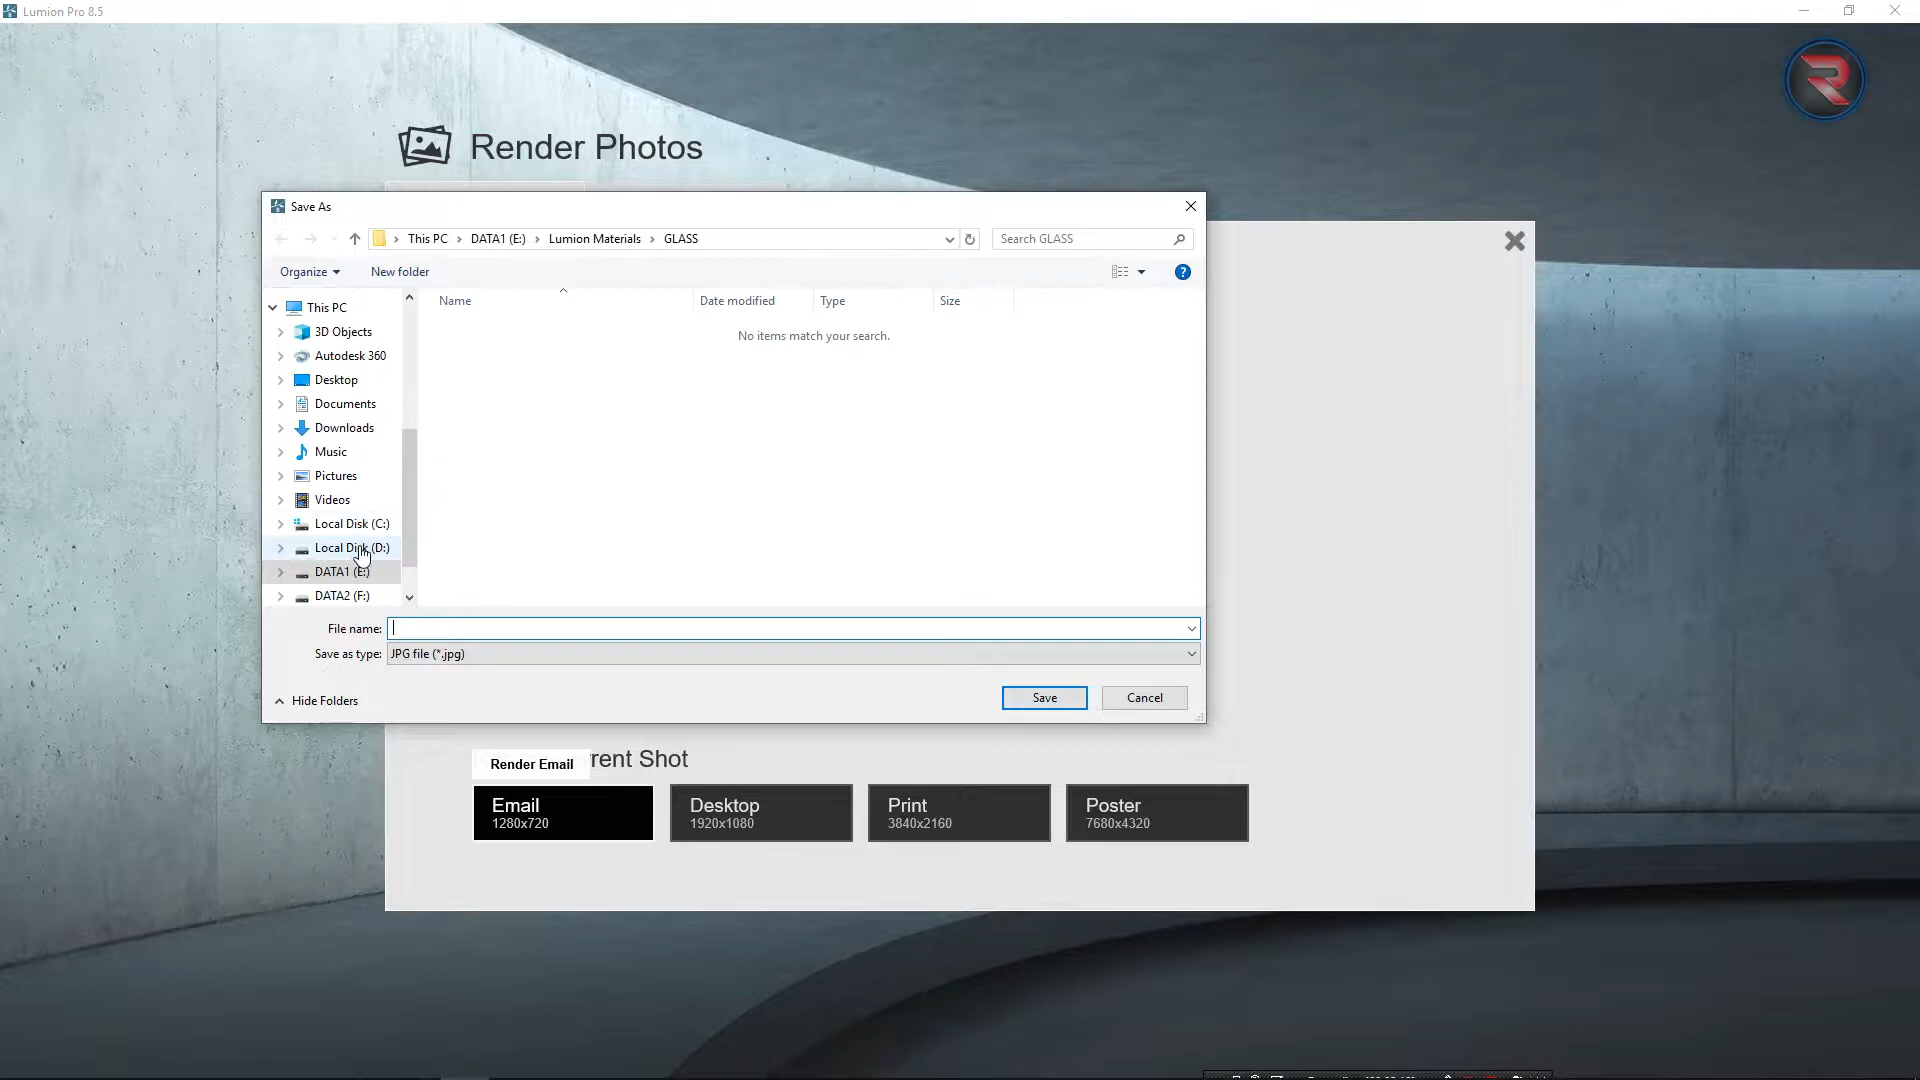 Lumion Pro 8.5
Render Photos
Save As
This PC DATA1 (E:) Lumion Materials GLASS
Search GLASS
Organize New folder
Name Date modified Type Size
No items match your search.
This PC
3D Objects
Autodesk 360
Desktop
Documents
Downloads
Music
Pictures
Videos
Local Disk (C:)
Local Disk (D:)
DATA1 (E:)
DATA2 (F:)
File name:
Save as type: JPG file (*.jpg)
Hide Folders
Save Cancel
Render Email rent Shot
Email Desktop Print Poster
1280x720 1920x1080 3840x2160 7680x4320